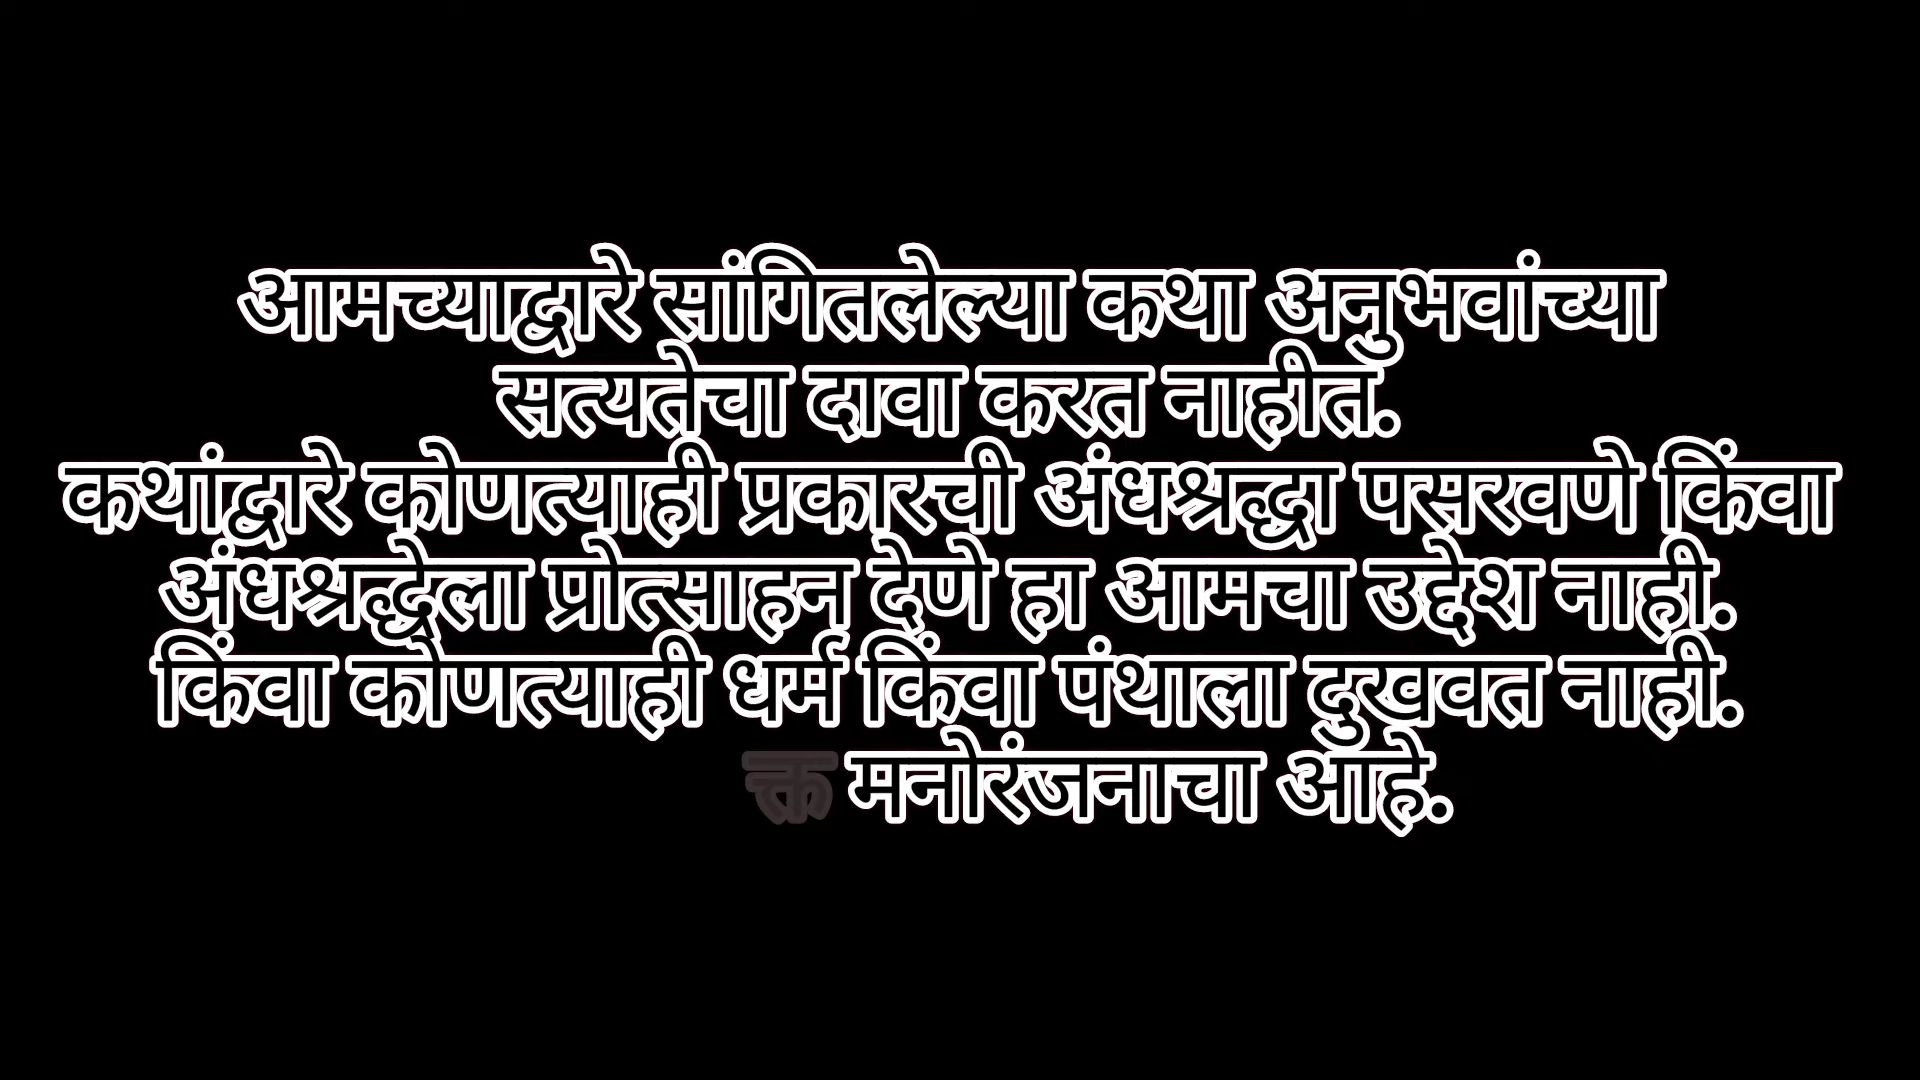 आमच्याद्वारे सांगितलेल्या कथा अनुभवांच्या
सत्यतेचा दावा करत नाहीत.
कथांद्वारे कोणत्याही प्रकारची अंधश्रद्धा पसरवणे किंवा
अंधश्रद्धेला प्रोत्साहन देणे हा आमचा उद्देश नाही.
किंवा कोणत्याही धर्म किंवा पंथाला दुखवत नाही.
क्त मनोरंजनाचा आहे.